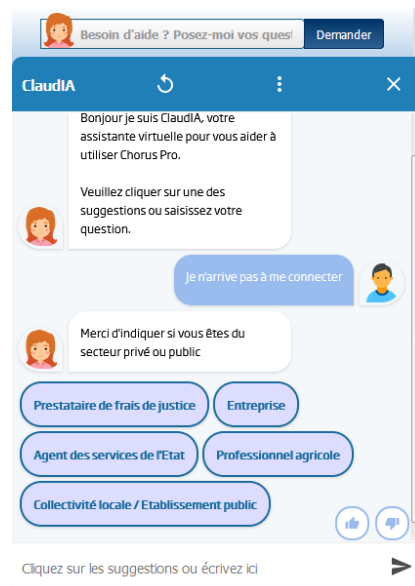 Besoin d'aide ? Posez-moi vos quest
Demander
ClaudIA
Bonjour je suis ClaudIA, votre
assistante virtuelle pour vous aider à
utiliser Chorus Pro.
Veuillez cliquer sur une des
suggestions ou saisissez votre
question.
Je n'arrive pas à me connecter
Merci d'indiquer si vous êtes du
secteur privé ou public
Prestataire de frais de justice
Entreprise
Agent des services de l'Etat
Professionnel agricole
Collectivité locale / Etablissement public
Cliquez sur les suggestions ou écrivez ici